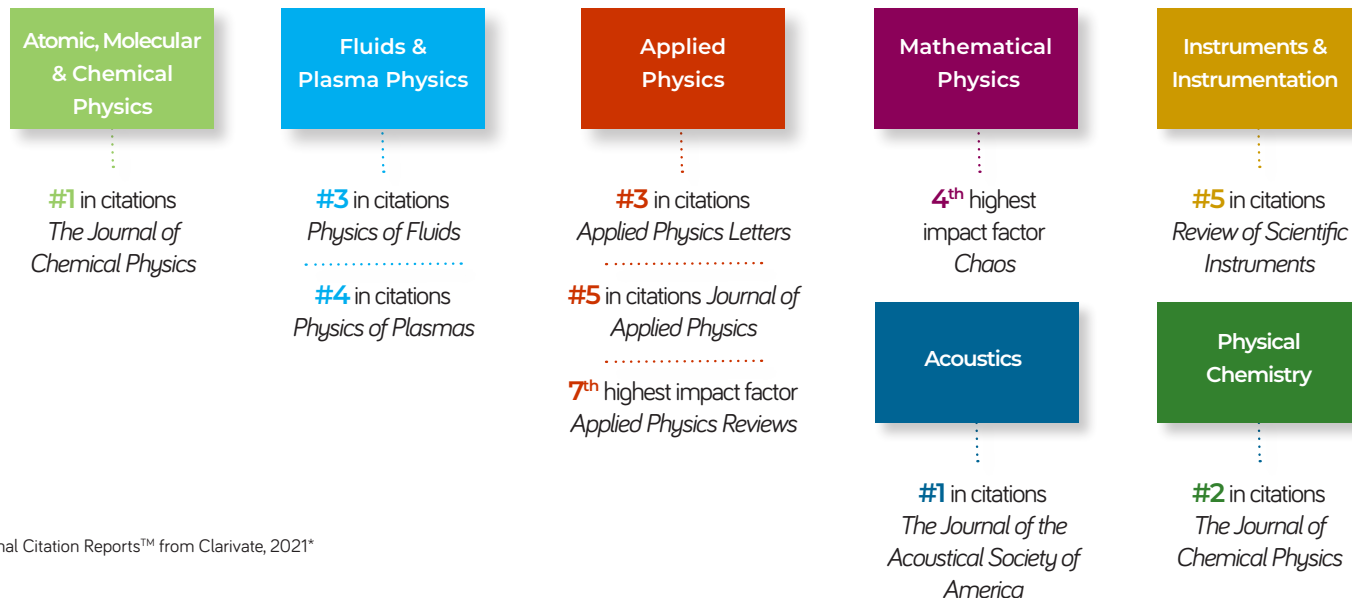 Atomic, Molecular
& Chemical
Physics
#1 in citations
The Journal of
Chemical Physics
Fluids &
Plasma Physics
#3 in citations
Physics of Fluids
#4 in citations
Physics of Plasmas
Applied
Physics
#3 in citations
Applied Physics Letters
#5 in citations Journal of
Applied Physics
7th highest impact factor
Applied Physics Reviews
Mathematical
Physics
4th highest
impact factor
Chaos
Instruments &
Instrumentation
#5 in citations
Review of Scientific
Instruments
Acoustics
#1 in citations
The Journal of the
Acoustical Society of
America
Physical
Chemistry
#2 in citations
The Journal of
Chemical Physics
nal Citation Reports™ from Clarivate, 2021*